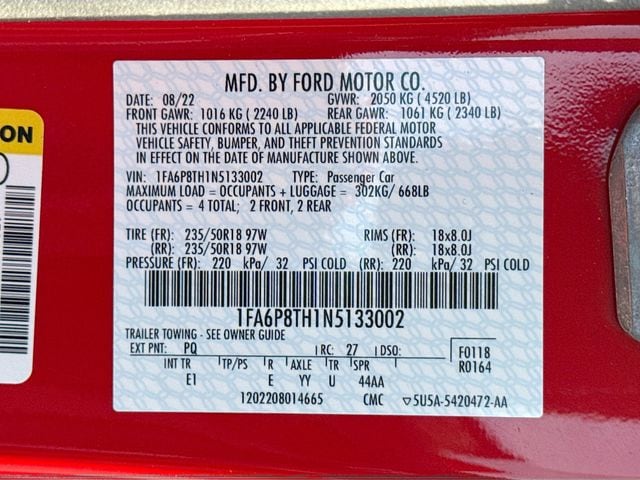 MFD. BY FORD MOTOR CO.
DATE: 08/22 GVWR: 2050 KG (4520 LB)
FRONT GAWR: 1016 KG (2240 LB) REAR GAWR: 1061 KG (2340 LB)
THIS VEHICLE CONFORMS TO ALL APPLICABLE FEDERAL MOTOR
VEHICLE SAFETY, BUMPER, AND THEFT PREVENTION STANDARDS
IN EFFECT ON THE DATE OF MANUFACTURE SHOWN ABOVE.
VIN: 1FA6P8TH1N5133002 TYPE: Passenger Car
MAXIMUM LOAD = OCCUPANTS + LUGGAGE = 302KG/ 668LB
OCCUPANTS = 4 TOTAL; 2 FRONT, 2 REAR
TIRE (FR): 235/50R18 97W RIMS (FR): 18x8.0J
(RR): 235/50R18 97W (RR): 18x8.0J
PRESSURE (FR): 220 kPa/ 32 PSI COLD (RR): 220 kPa/ 32 PSI COLD
1FA6P8TH1N5133002
TRAILER TOWING - SEE OWNER GUIDE
EXT PNT: PQ RC: 27 DSO: F0118
INT TR TP/PS R AXLE TR SPR R0164
E1 E YY U 44AA
1202208014665 CMC ▽5U5A-5420472-AA